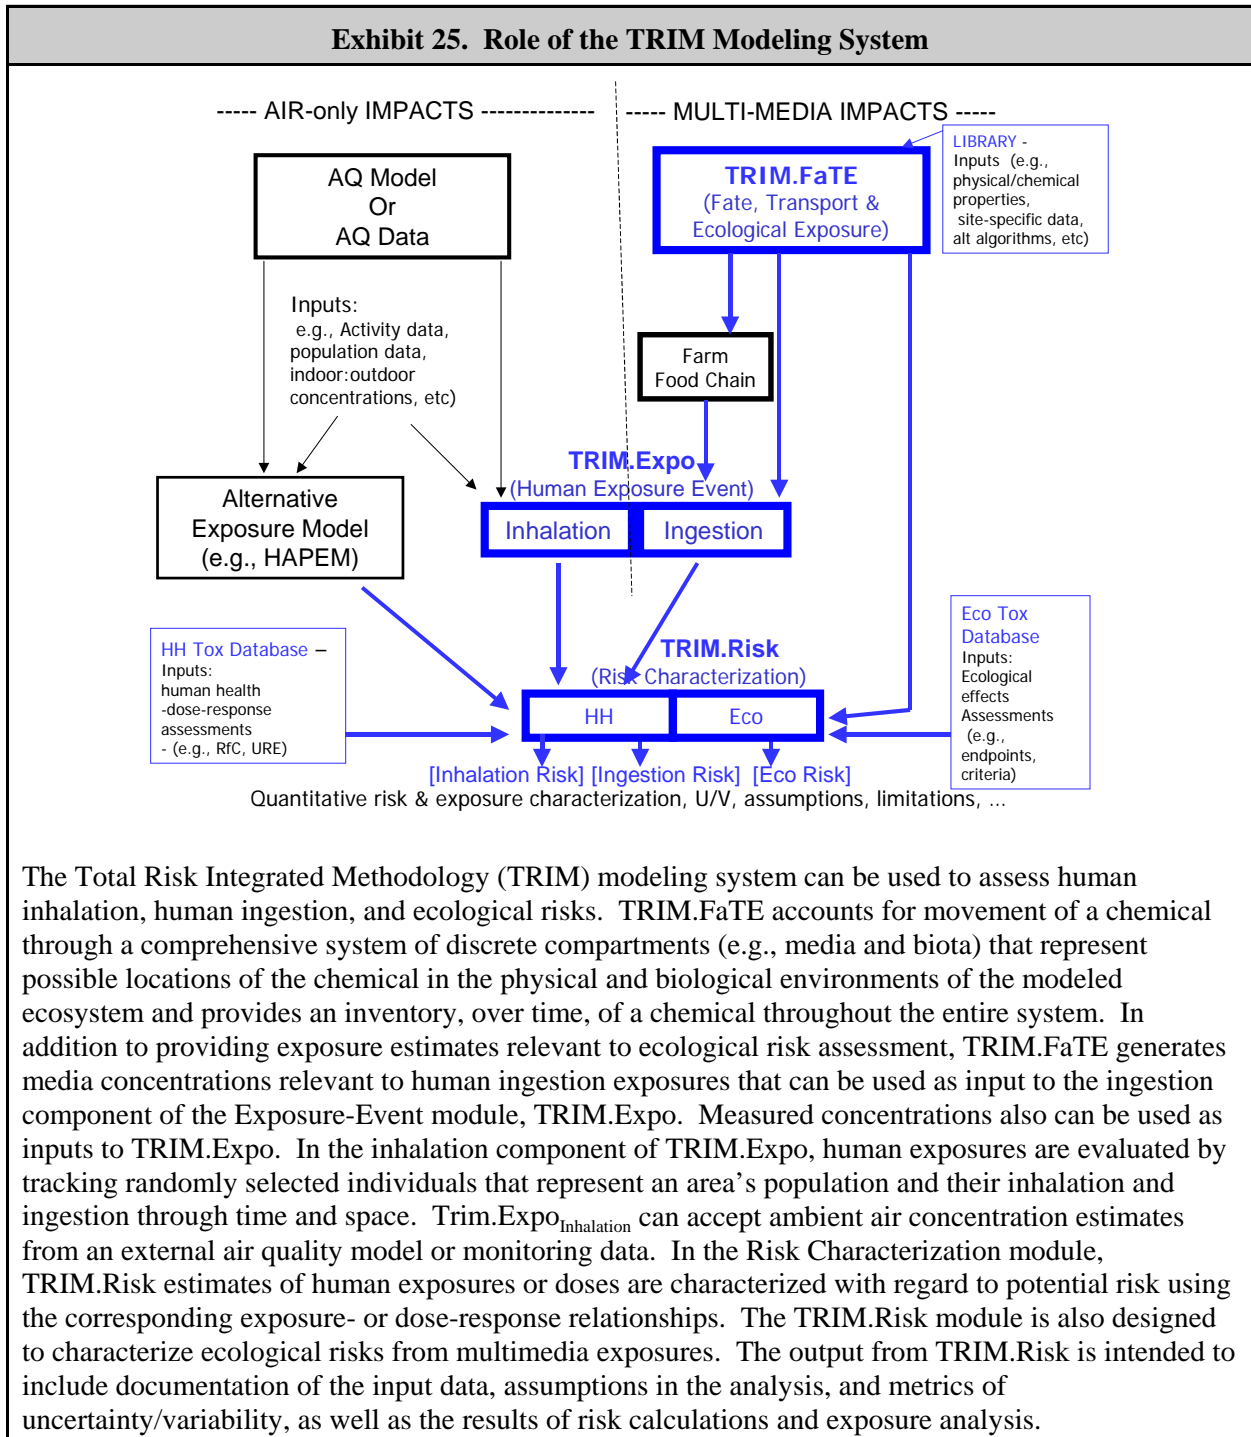 Exhibit 25.  Role of the TRIM Modeling System
----- AIR-only IMPACTS --------------
----- MULTI-MEDIA IMPACTS -----
AQ Model
Or
AQ Data
TRIM.FaTE
(Fate, Transport &
Ecological Exposure)
LIBRARY -
Inputs (e.g.,
physical/chemical
properties,
site-specific data,
alt algorithms, etc)
Inputs:
e.g., Activity data,
population data,
indoor:outdoor
concentrations, etc)
Farm
Food Chain
TRIM.Expo
(Human Exposure Event)
Alternative
Exposure Model
(e.g., HAPEM)
Inhalation
Ingestion
HH Tox Database –
Inputs:
human health
-dose-response
assessments
- (e.g., RfC, URE)
TRIM.Risk
(Risk Characterization)
HH
Eco
Eco Tox
Database
Inputs:
Ecological
effects
Assessments
(e.g.,
endpoints,
criteria)
[Inhalation Risk] [Ingestion Risk] [Eco Risk]
Quantitative risk & exposure characterization, U/V, assumptions, limitations, ...
The Total Risk Integrated Methodology (TRIM) modeling system can be used to assess human
inhalation, human ingestion, and ecological risks.  TRIM.FaTE accounts for movement of a chemical
through a comprehensive system of discrete compartments (e.g., media and biota) that represent
possible locations of the chemical in the physical and biological environments of the modeled
ecosystem and provides an inventory, over time, of a chemical throughout the entire system.  In
addition to providing exposure estimates relevant to ecological risk assessment, TRIM.FaTE generates
media concentrations relevant to human ingestion exposures that can be used as input to the ingestion
component of the Exposure-Event module, TRIM.Expo.  Measured concentrations also can be used as
inputs to TRIM.Expo.  In the inhalation component of TRIM.Expo, human exposures are evaluated by
tracking randomly selected individuals that represent an area's population and their inhalation and
ingestion through time and space.  Trim.ExpoInhalation can accept ambient air concentration estimates
from an external air quality model or monitoring data.  In the Risk Characterization module,
TRIM.Risk estimates of human exposures or doses are characterized with regard to potential risk using
the corresponding exposure- or dose-response relationships.  The TRIM.Risk module is also designed
to characterize ecological risks from multimedia exposures.  The output from TRIM.Risk is intended to
include documentation of the input data, assumptions in the analysis, and metrics of
uncertainty/variability, as well as the results of risk calculations and exposure analysis.